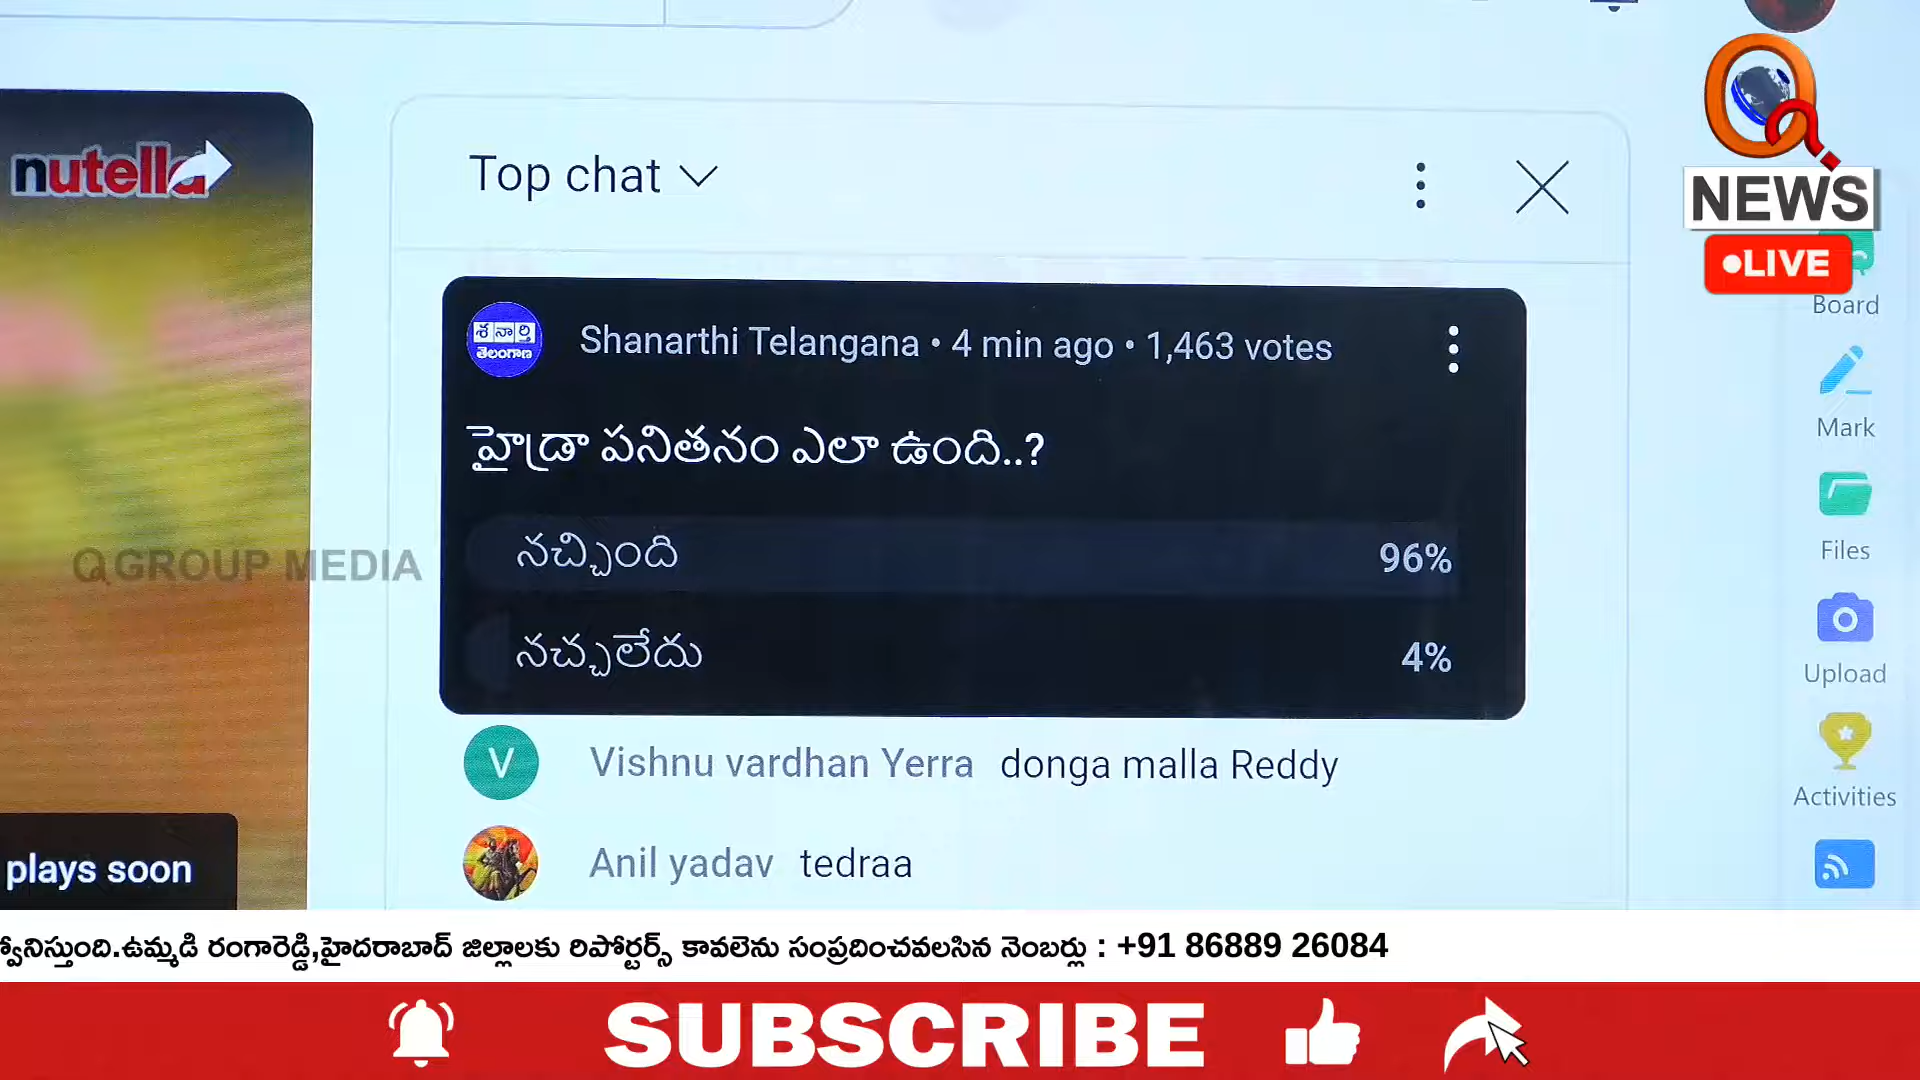 nutella
Top chat
Q
NEWS
LIVE
Board
శనార్తి
తెలంగాణ
Shanarthi Telangana • 4 min ago • 1,463 votes
హైడ్రా పనితనం ఎలా ఉంది..?
నచ్చింది 96%
నచ్చలేదు 4%
Mark
Files
Upload
Activities
Q GROUP MEDIA
V Vishnu vardhan Yerra donga malla Reddy
Anil yadav tedraa
plays soon
్వానిస్తుంది.ఉమ్మడి రంగారెడ్డి,హైదరాబాద్ జిల్లాలకు రిపోర్టర్స్ కావలెను సంప్రదించవలసిన నెంబర్లు : +91 86889 26084
SUBSCRIBE